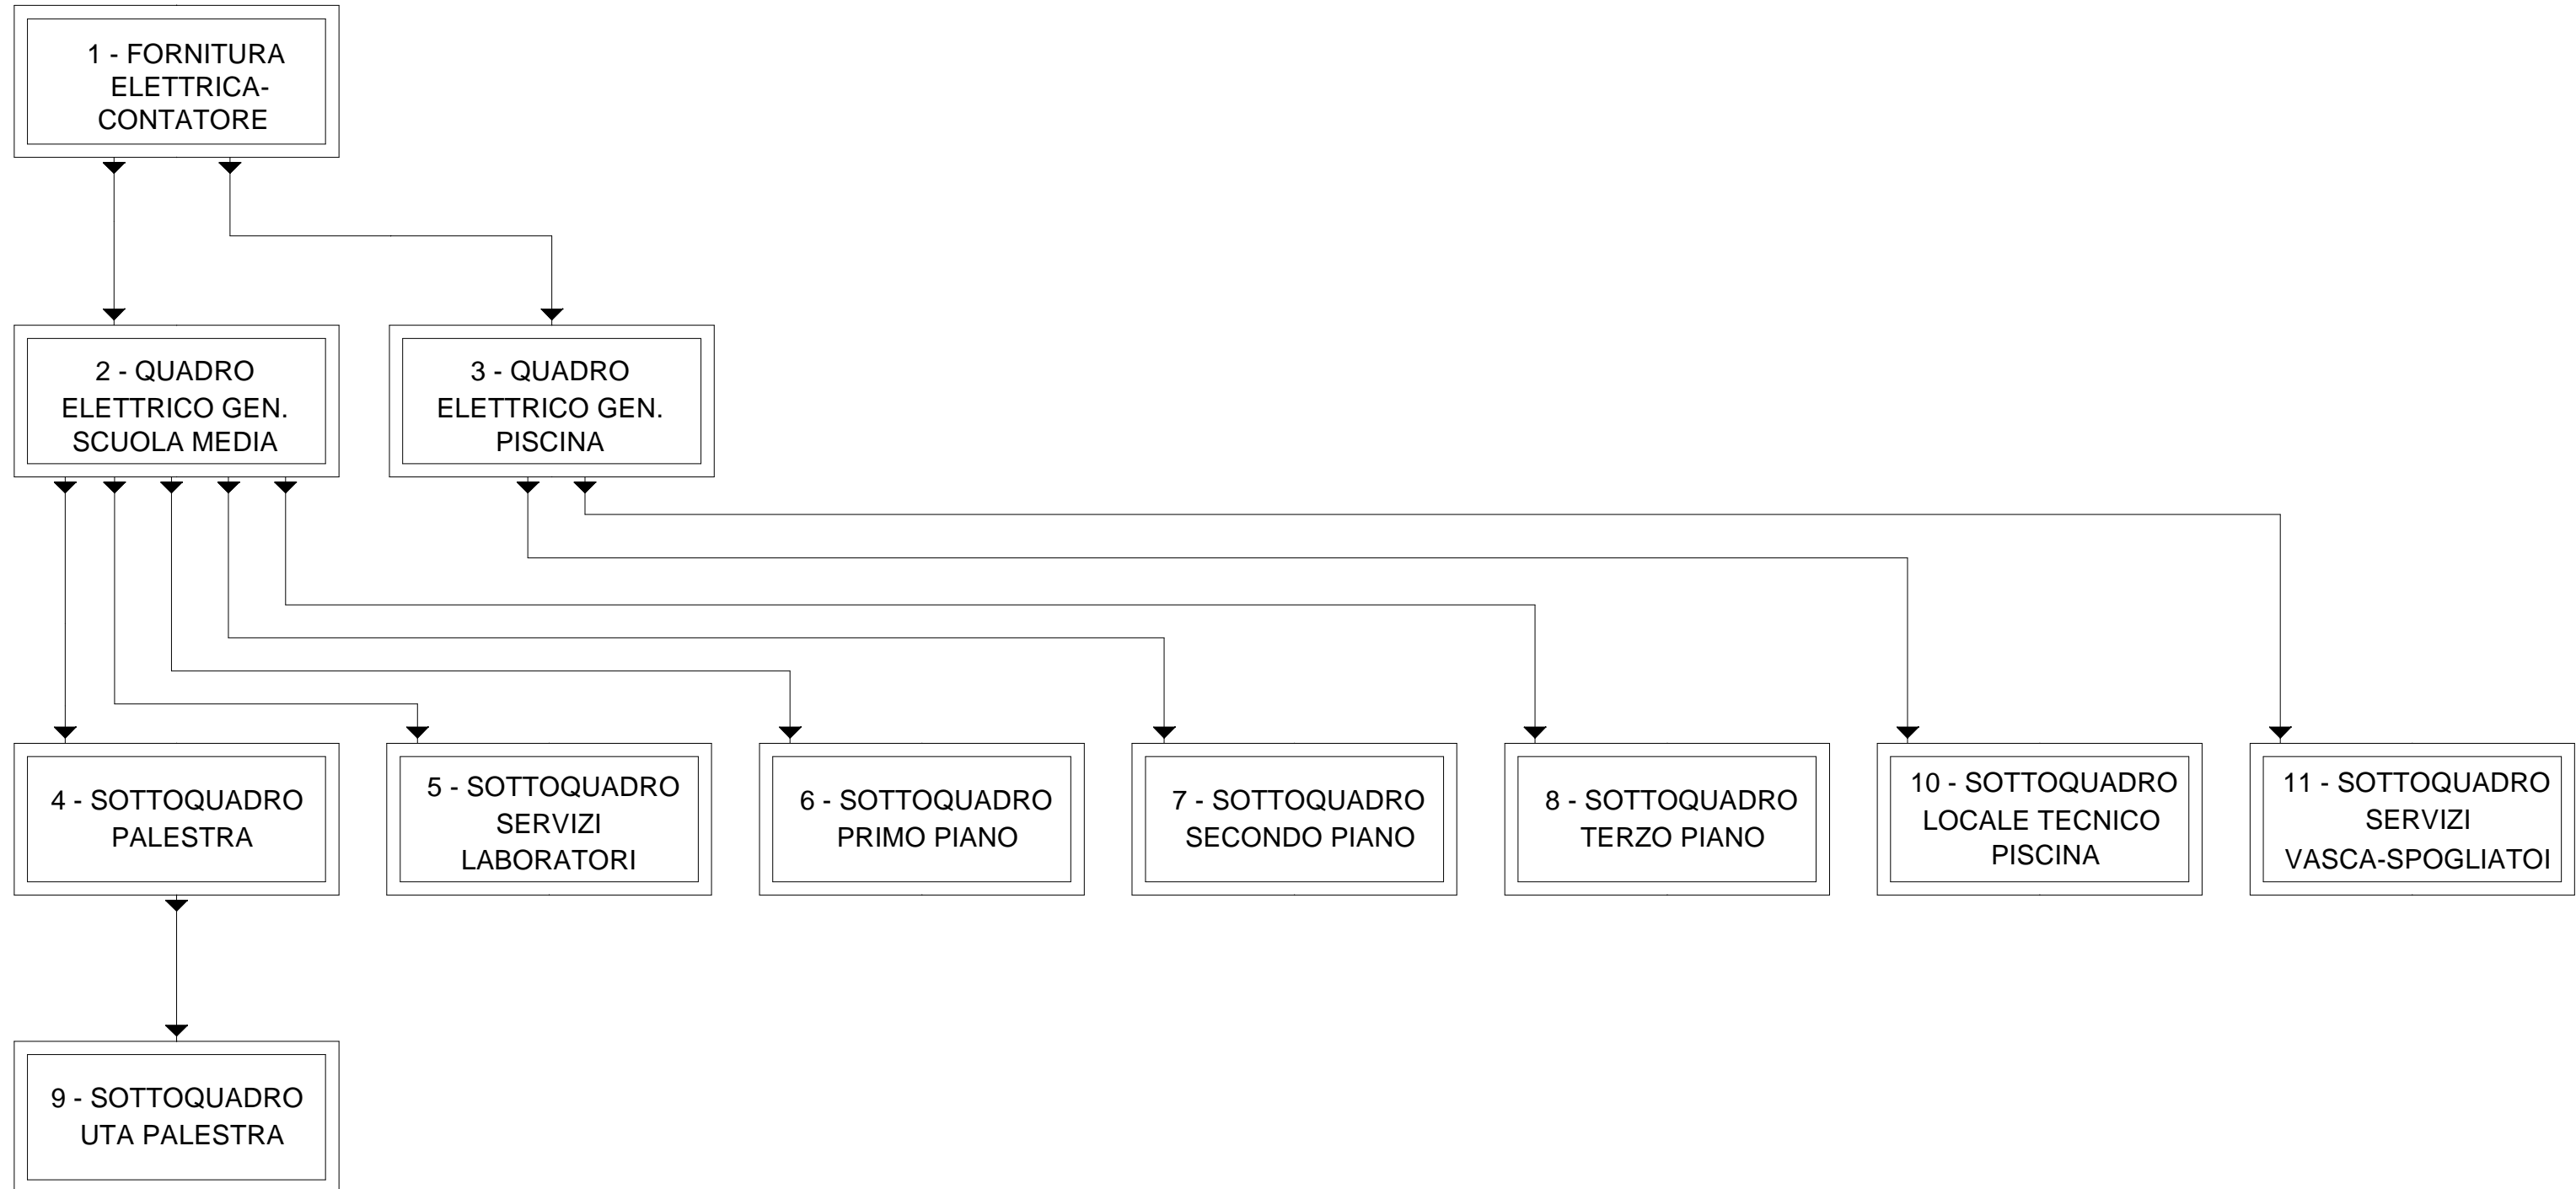 1 - FORNITURA
ELETTRICA-
CONTATORE
2 - QUADRO
ELETTRICO GEN.
SCUOLA MEDIA
3 - QUADRO
ELETTRICO GEN.
PISCINA
4 - SOTTOQUADRO
PALESTRA
5 - SOTTOQUADRO
SERVIZI
LABORATORI
6 - SOTTOQUADRO
PRIMO PIANO
7 - SOTTOQUADRO
SECONDO PIANO
8 - SOTTOQUADRO
TERZO PIANO
10 - SOTTOQUADRO
LOCALE TECNICO
PISCINA
11 - SOTTOQUADRO
SERVIZI
VASCA-SPOGLIATOI
9 - SOTTOQUADRO
UTA PALESTRA